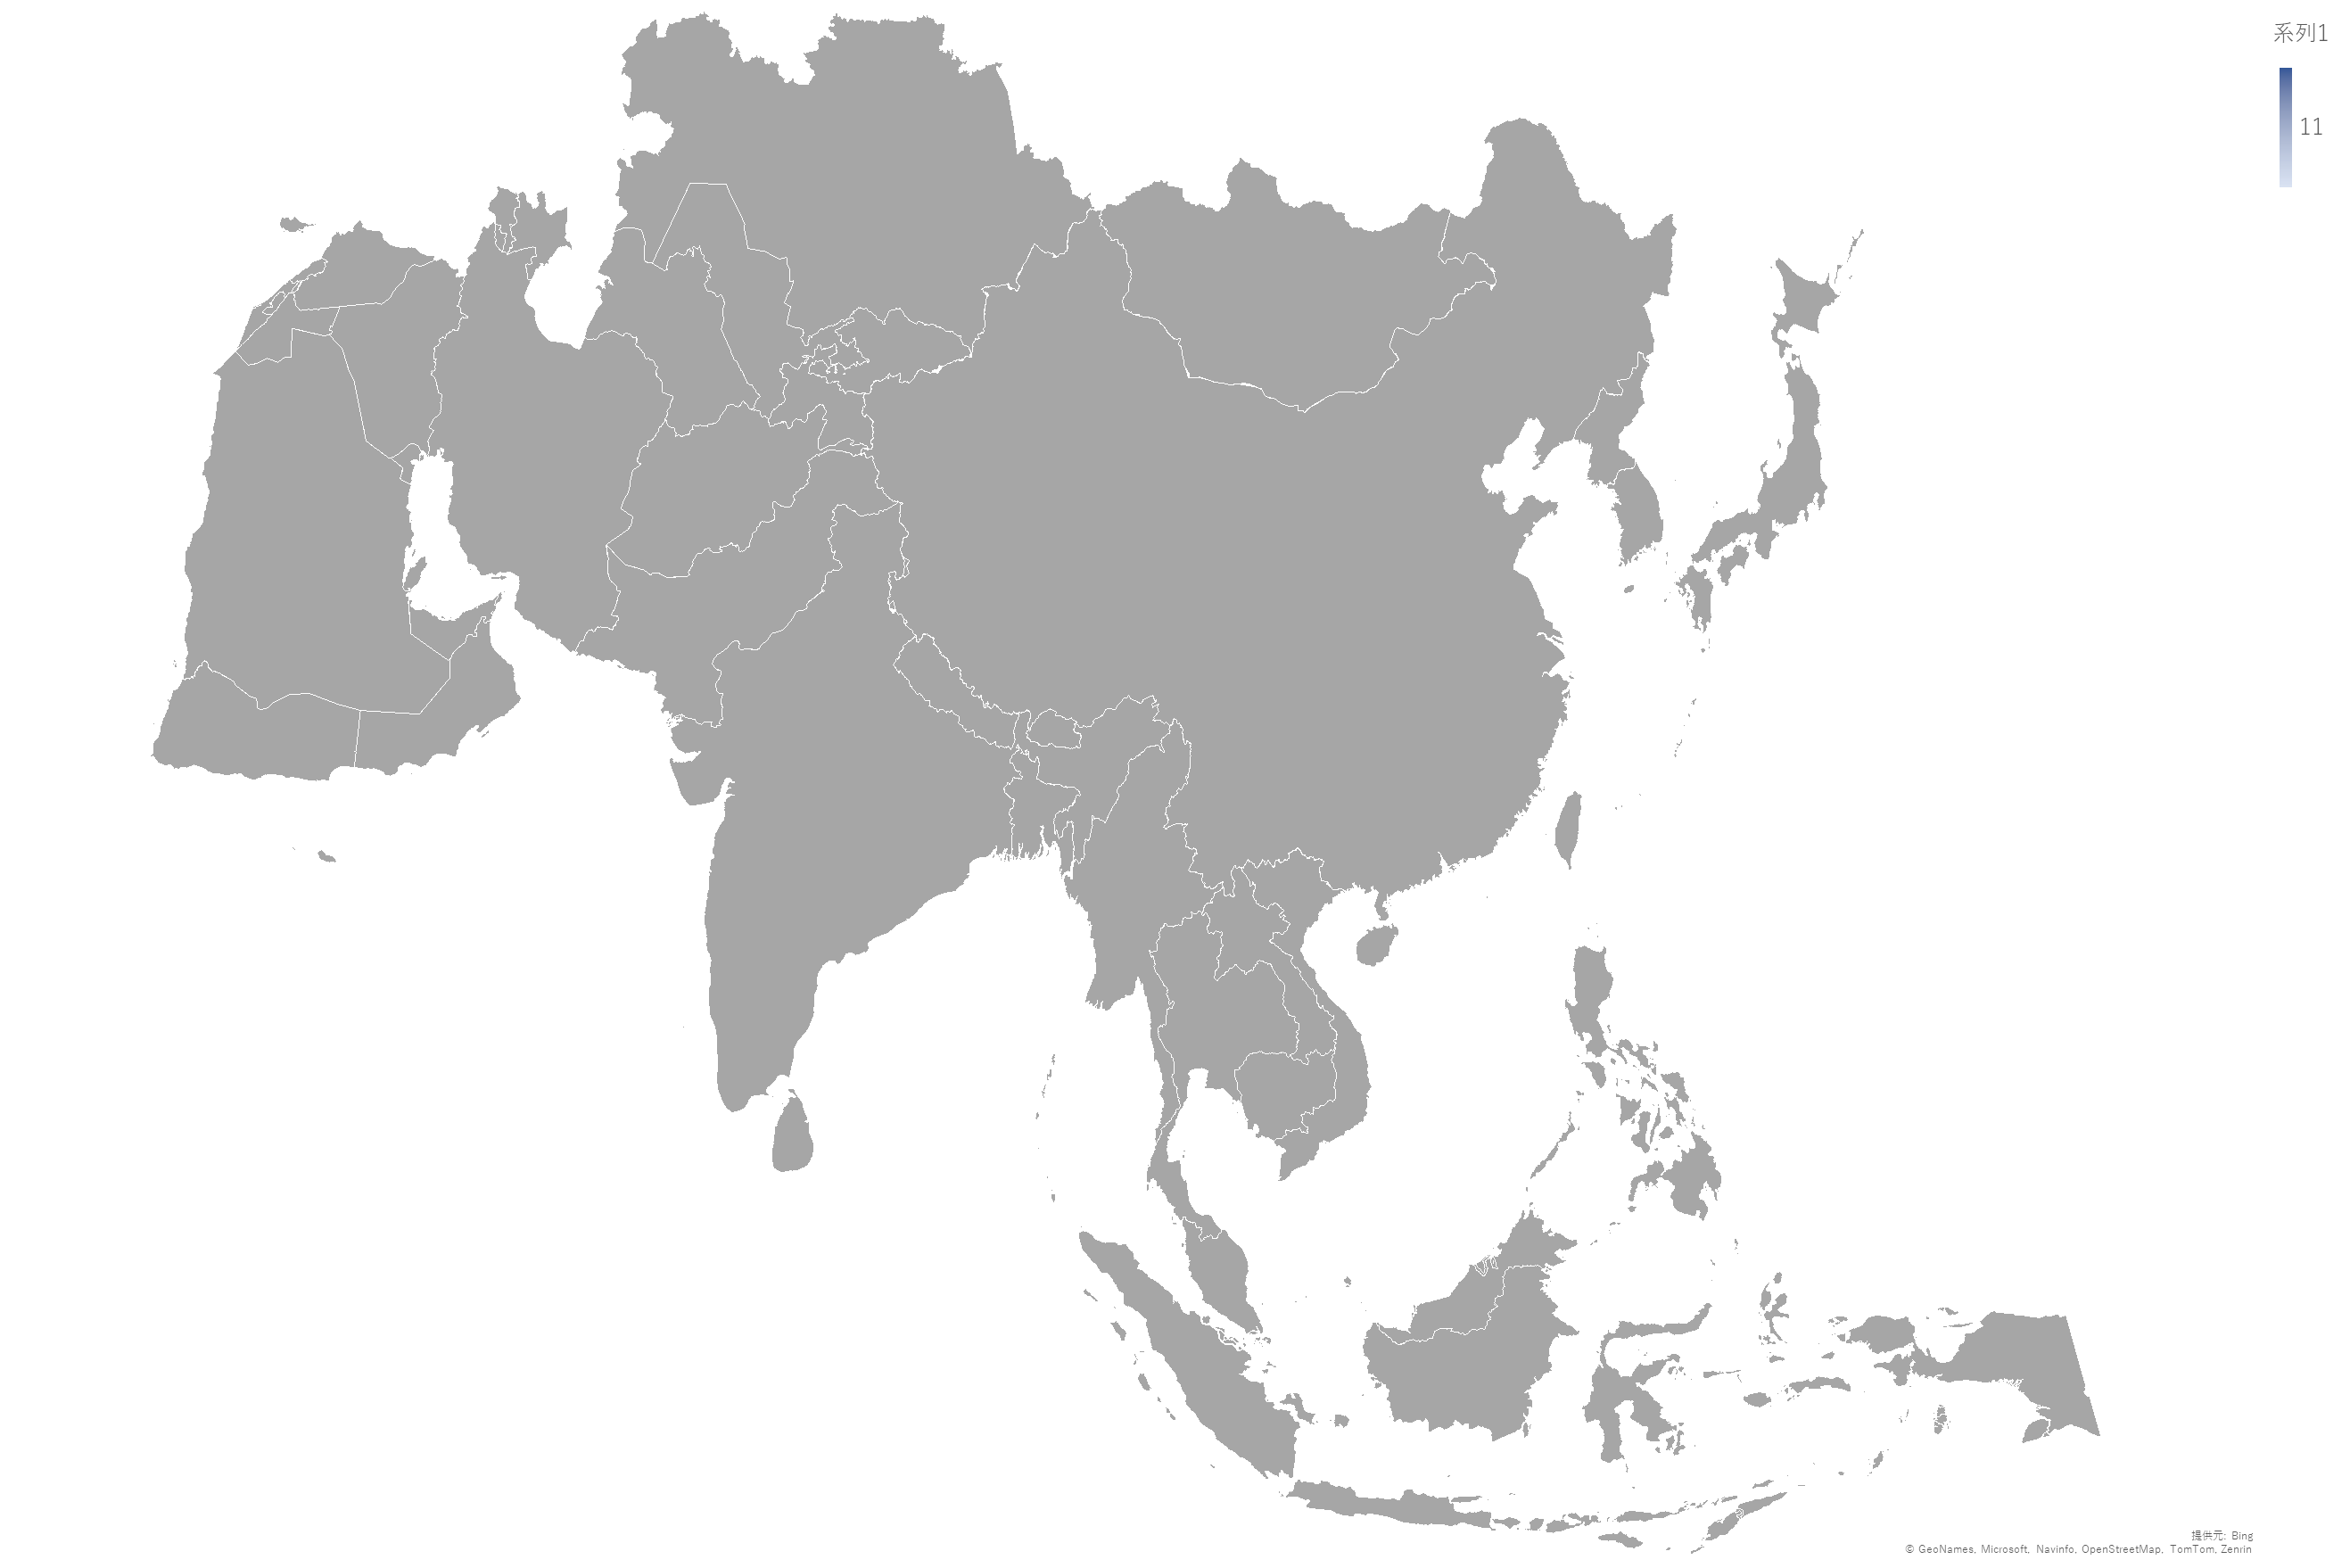 系列1
11
提供元: Bing
© GeoNames, Microsoft, Navinfo, OpenStreetMap, TomTom, Zenrin